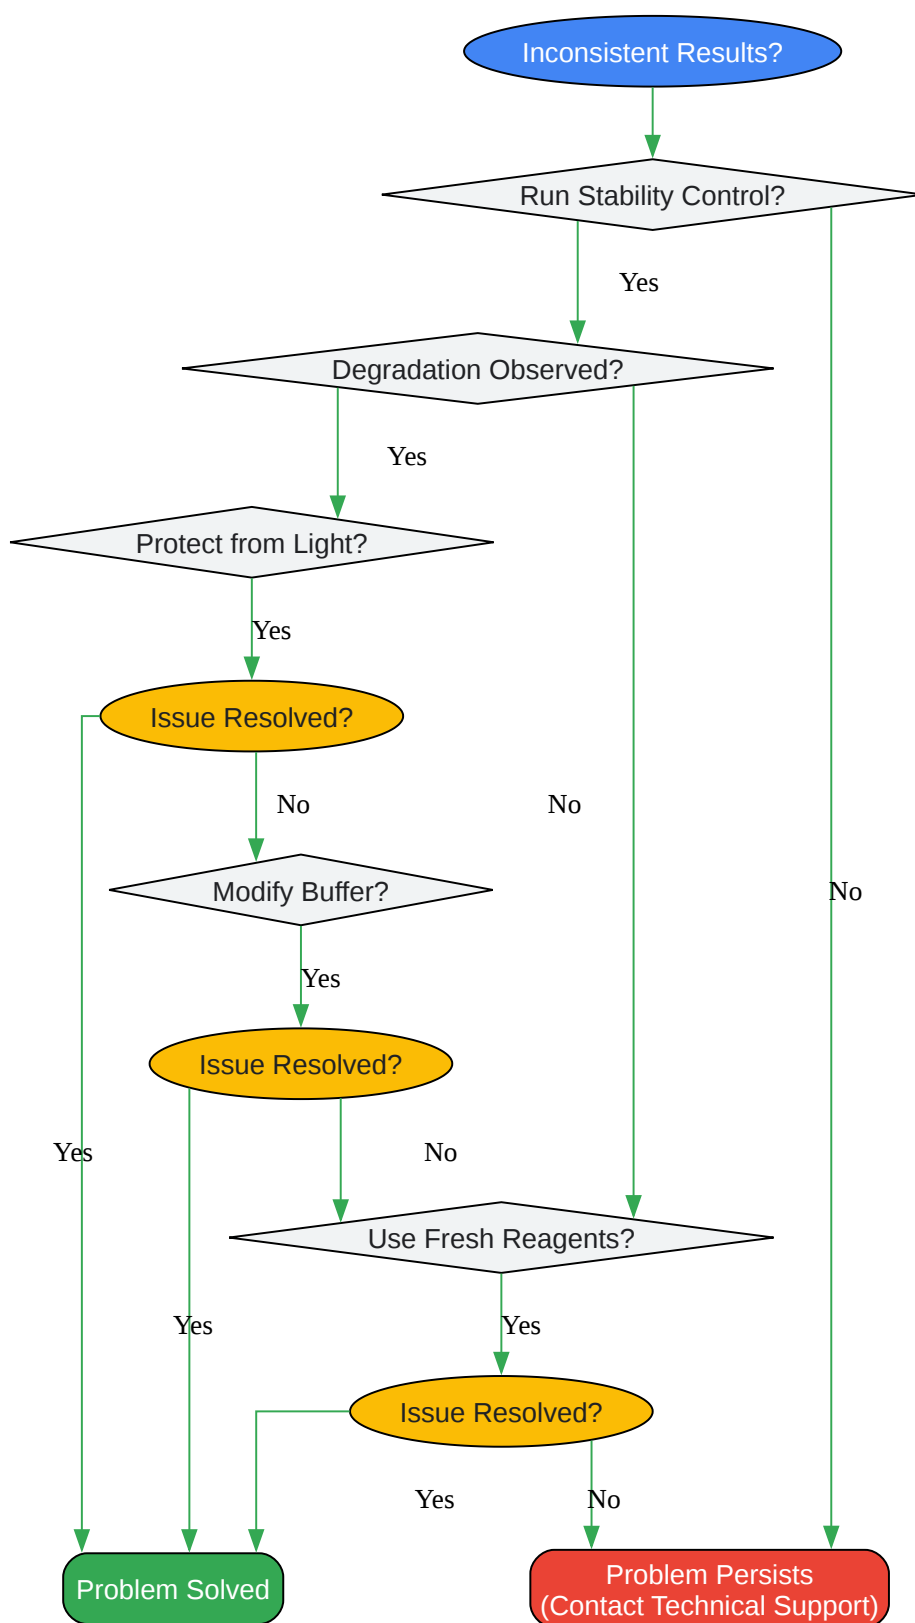 Inconsistent Results?
Run Stability Control?
Yes
Degradation Observed?
Yes
Protect from Light?
Yes
Issue Resolved?
No
No
Modify Buffer?
No
Yes
Issue Resolved?
Yes
No
Use Fresh Reagents?
Yes
Yes
Issue Resolved?
Yes
No
Problem Solved
Problem Persists
(Contact Technical Support)